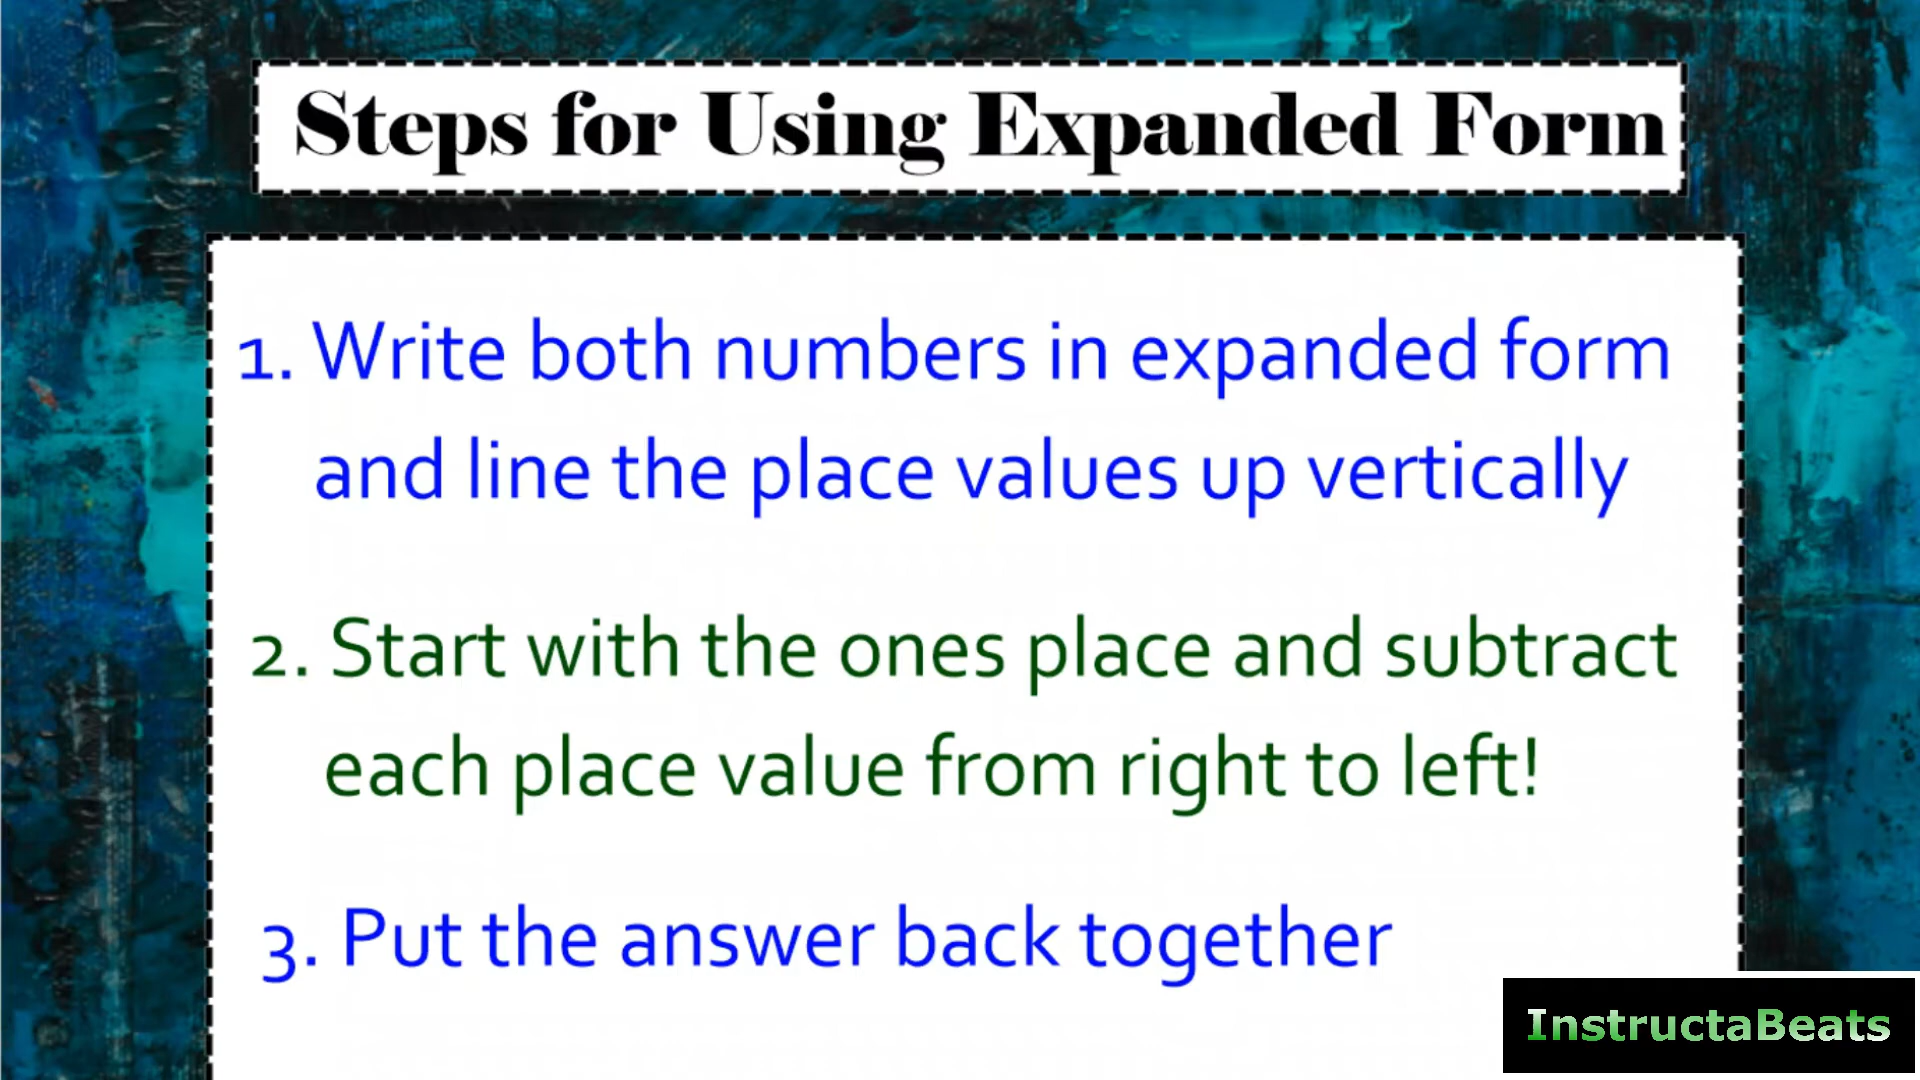 Steps for Using Expanded Form
1. Write both numbers in expanded form
and line the place values up vertically
2. Start with the ones place and subtract
each place value from right to left!
3. Put the answer back together
InstructaBeats